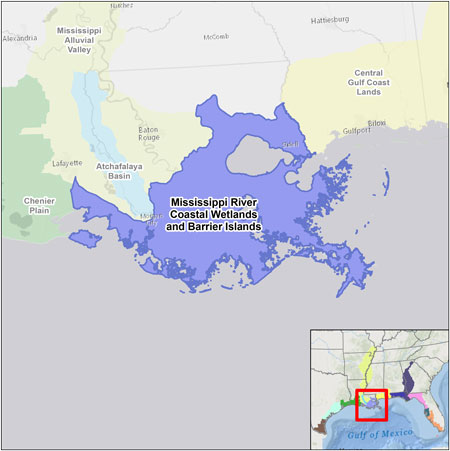 Natchez
Hattiesburg
Alexandria
McComb
Mississippi
Alluvial
Valley
Central
Gulf Coast
Lands
Biloxi
Gulfport
Baton
Rouge
Slidell
Lafayette
Atchafalaya
Basin
Chenier
Plain
Mississippi River
Coastal Wetlands
and Barrier Islands
Morgan
City
Gulf of Mexico